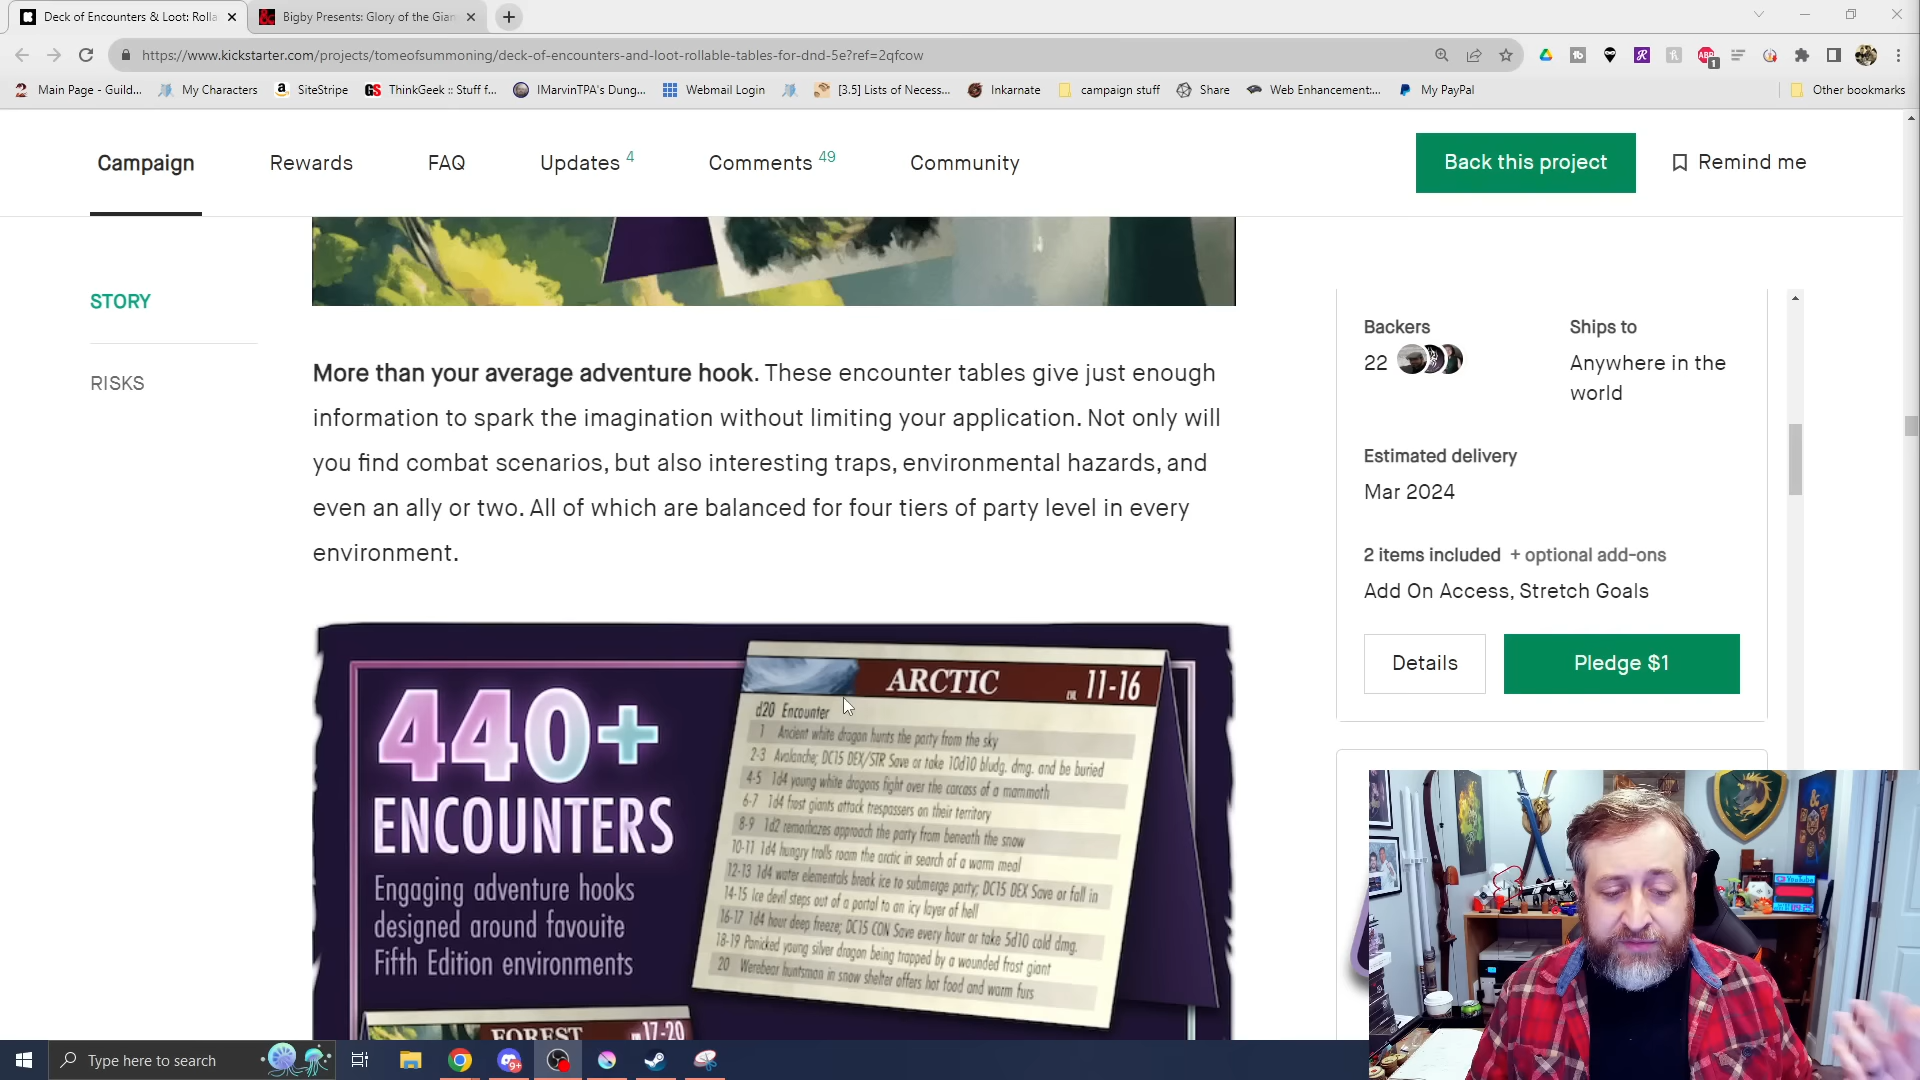 Deck of Encounters & Loot: Rolla
Bigby Presents: Glory of the Gian
https://www.kickstarter.com/projects/tomeofsummoning/deck-of-encounters-and-loot-rollable-tables-for-dnd-5e?ref=2qfcow
Main Page - Guild...
My Characters
SiteStripe
ThinkGeek :: Stuff f...
IMarvinTPA's Dung...
Webmail Login
[3.5] Lists of Necess...
Inkarnate
campaign stuff
Share
Web Enhancement:...
My PayPal
Other bookmarks
Campaign
Rewards
FAQ
Updates 4
Comments 49
Community
Back this project
Remind me
STORY
RISKS
More than your average adventure hook. These encounter tables give just enough
information to spark the imagination without limiting your application. Not only will
you find combat scenarios, but also interesting traps, environmental hazards, and
even an ally or two. All of which are balanced for four tiers of party level in every
environment.
440+
ENCOUNTERS
Engaging adventure hooks
designed around favouite
Fifth Edition environments
ARCTIC LVL 11-16
d20 Encounter
1 Ancient white dragon hunts the party from the sky
2-3 Avalanche; DC15 DEX/STR Save or take 10d10 bludg. dmg. and be buried
4-5 1d4 young white dragons fight over the carcass of a mammoth
6-7 1d4 frost giants attack trespassers on their territory
8-9 1d2 remorhazes approach the party from beneath the snow
10-11 1d4 hungry trolls roam the arctic in search of a warm meal
12-13 1d4 water elementals break ice to submerge party; DC15 DEX Save or fall in
14-15 Ice devil steps out of a portal to an icy layer of hell
16-17 1d4 hour deep freeze; DC15 CON Save every hour or take 5d10 cold dmg.
18-19 Panicked young silver dragon being trapped by a wounded frost giant
20 Werebear huntsman in snow shelter offers hot food and warm furs
FOREST 17-20
Backers
22
Ships to
Anywhere in the
world
Estimated delivery
Mar 2024
2 items included + optional add-ons
Add On Access, Stretch Goals
Details
Pledge $1
Type here to search